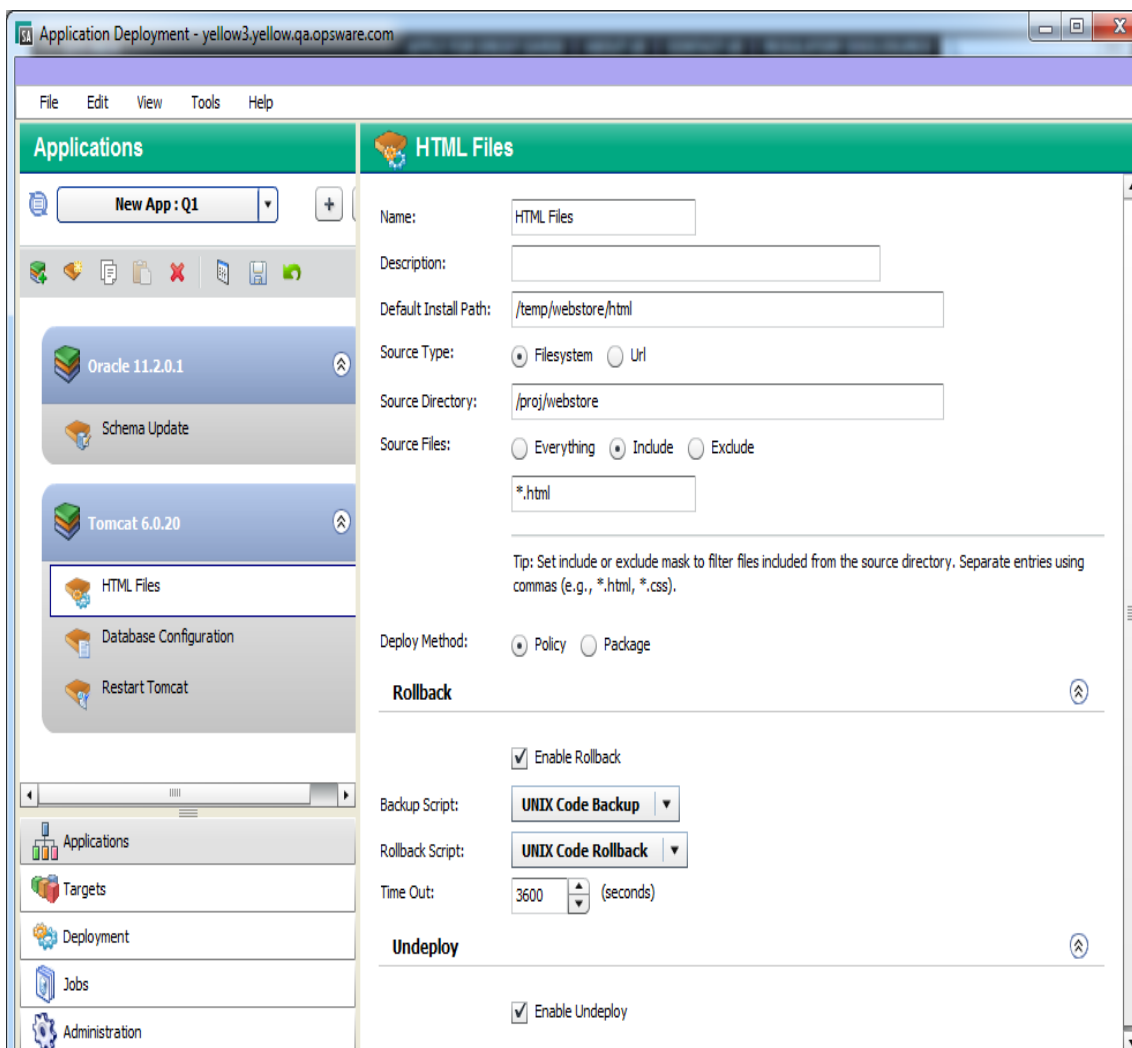 SA Application Deployment - yellow3.yellow.qa.opsware.com
File Edit View Tools Help
Applications
New App : Q1
+
Oracle 11.2.0.1
Schema Update
Tomcat 6.0.20
HTML Files
Database Configuration
Restart Tomcat
Applications
Targets
Deployment
Jobs
Administration
HTML Files
Name: HTML Files
Description:
Default Install Path: /temp/webstore/html
Source Type: Filesystem Url
Source Directory: /proj/webstore
Source Files: Everything Include Exclude
*.html
Tip: Set include or exclude mask to filter files included from the source directory. Separate entries using
commas (e.g., *.html, *.css).
Deploy Method: Policy Package
Rollback
Enable Rollback
Backup Script: UNIX Code Backup
Rollback Script: UNIX Code Rollback
Time Out: 3600 (seconds)
Undeploy
Enable Undeploy